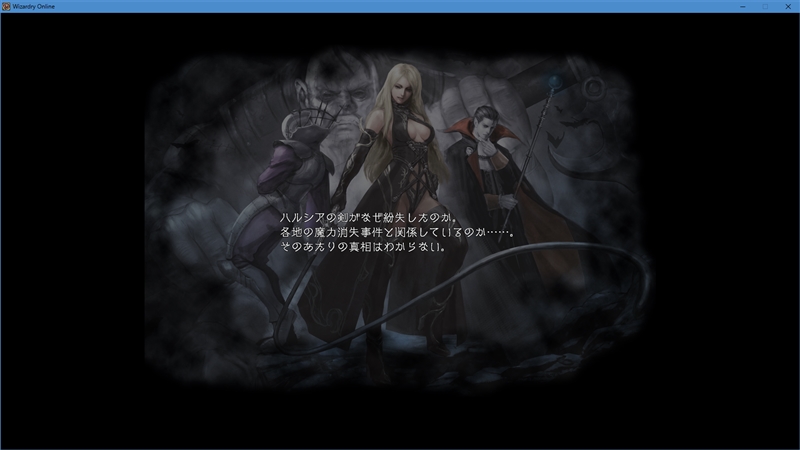 Wizardry Online
ハルシアの剣がなぜ紛失したのか。
各地の魔力消失事件と関係しているのか……。
そのあたりの真相はわからない。